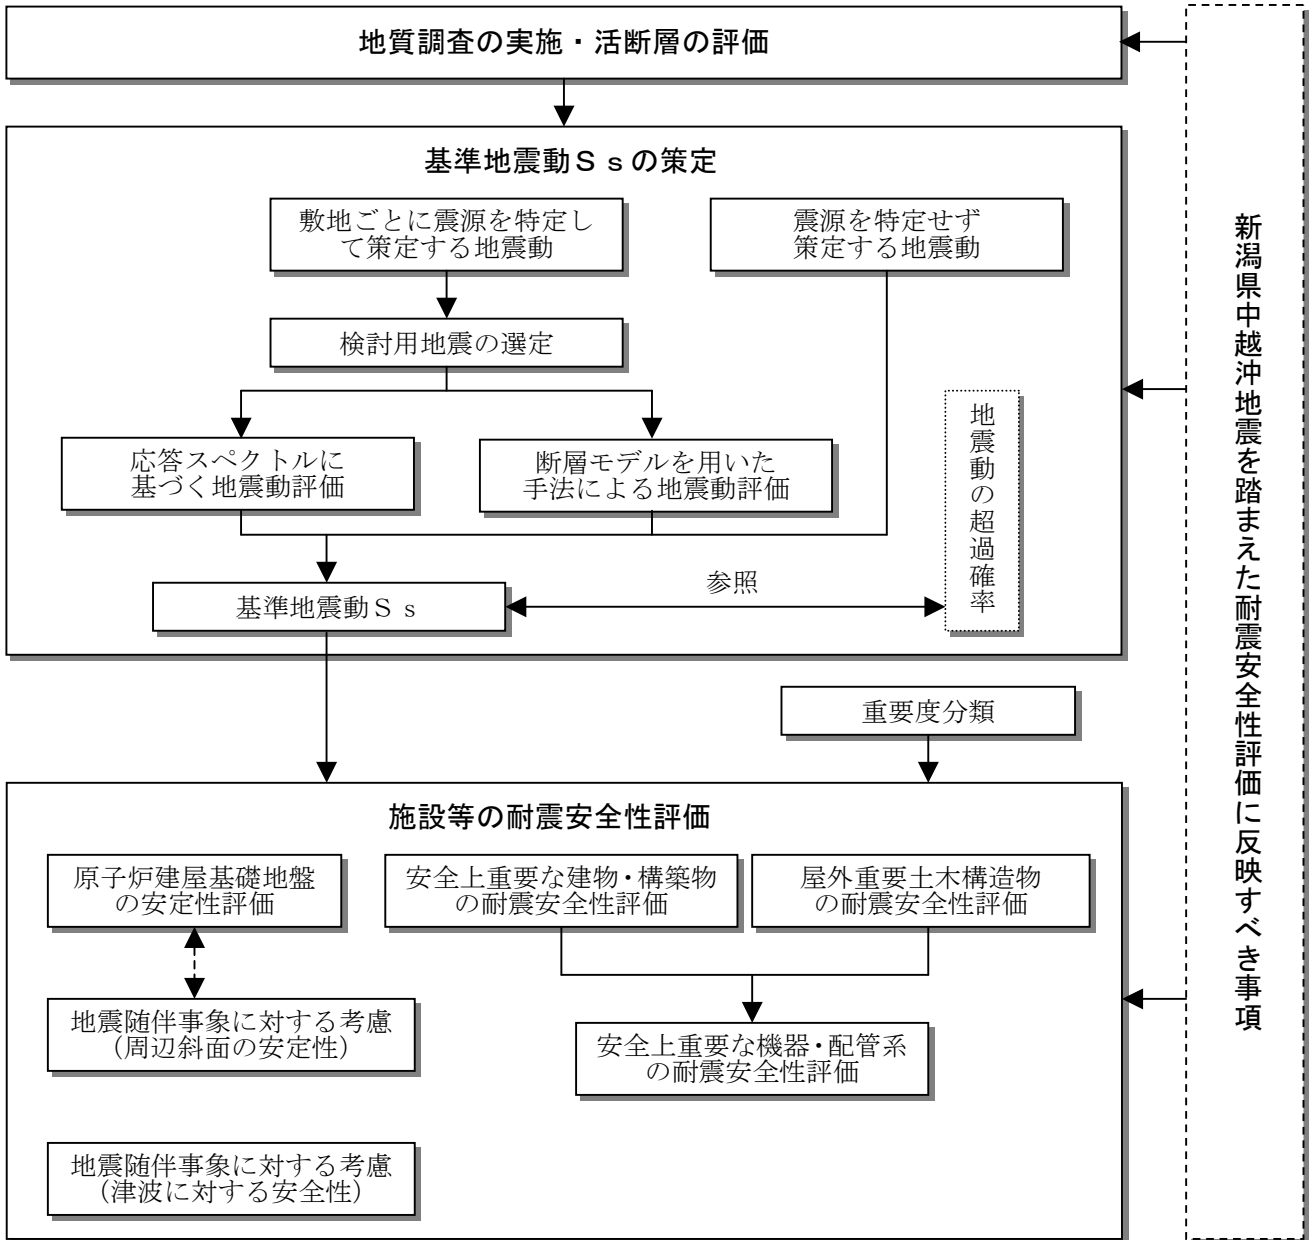 地質調査の実施・活断層の評価
基準地震動Ｓｓの策定
敷地ごとに震源を特定し
て策定する地震動
震源を特定せず
策定する地震動
検討用地震の選定
応答スペクトルに
基づく地震動評価
断層モデルを用いた
手法による地震動評価
地震動の超過確率
参照
基準地震動Ｓｓ
重要度分類
施設等の耐震安全性評価
原子炉建屋基礎地盤
の安定性評価
安全上重要な建物・構築物
の耐震安全性評価
屋外重要土木構造物
の耐震安全性評価
地震随伴事象に対する考慮
（周辺斜面の安定性）
安全上重要な機器・配管系
の耐震安全性評価
地震随伴事象に対する考慮
（津波に対する安全性）
新潟県中越沖地震を踏まえた耐震安全性評価に反映すべき事項